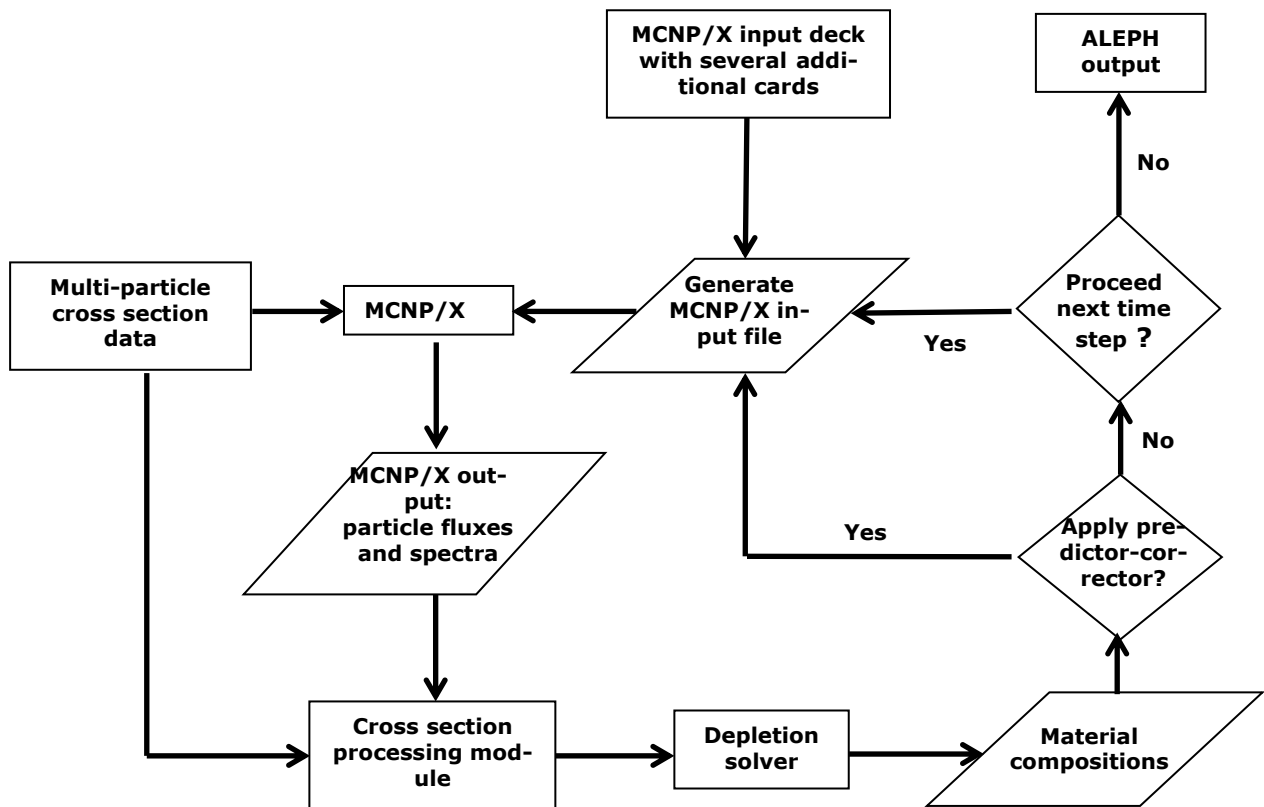 MCNP/X input deck
with several addi-
tional cards
ALEPH
output
No
Multi-particle
cross section
data
MCNP/X
Generate
MCNP/X in-
put file
Proceed
next time
step ?
Yes
No
MCNP/X out-
put:
particle fluxes
and spectra
Yes
Apply pre-
dictor-cor-
rector?
Cross section
processing mod-
ule
Depletion
solver
Material
compositions